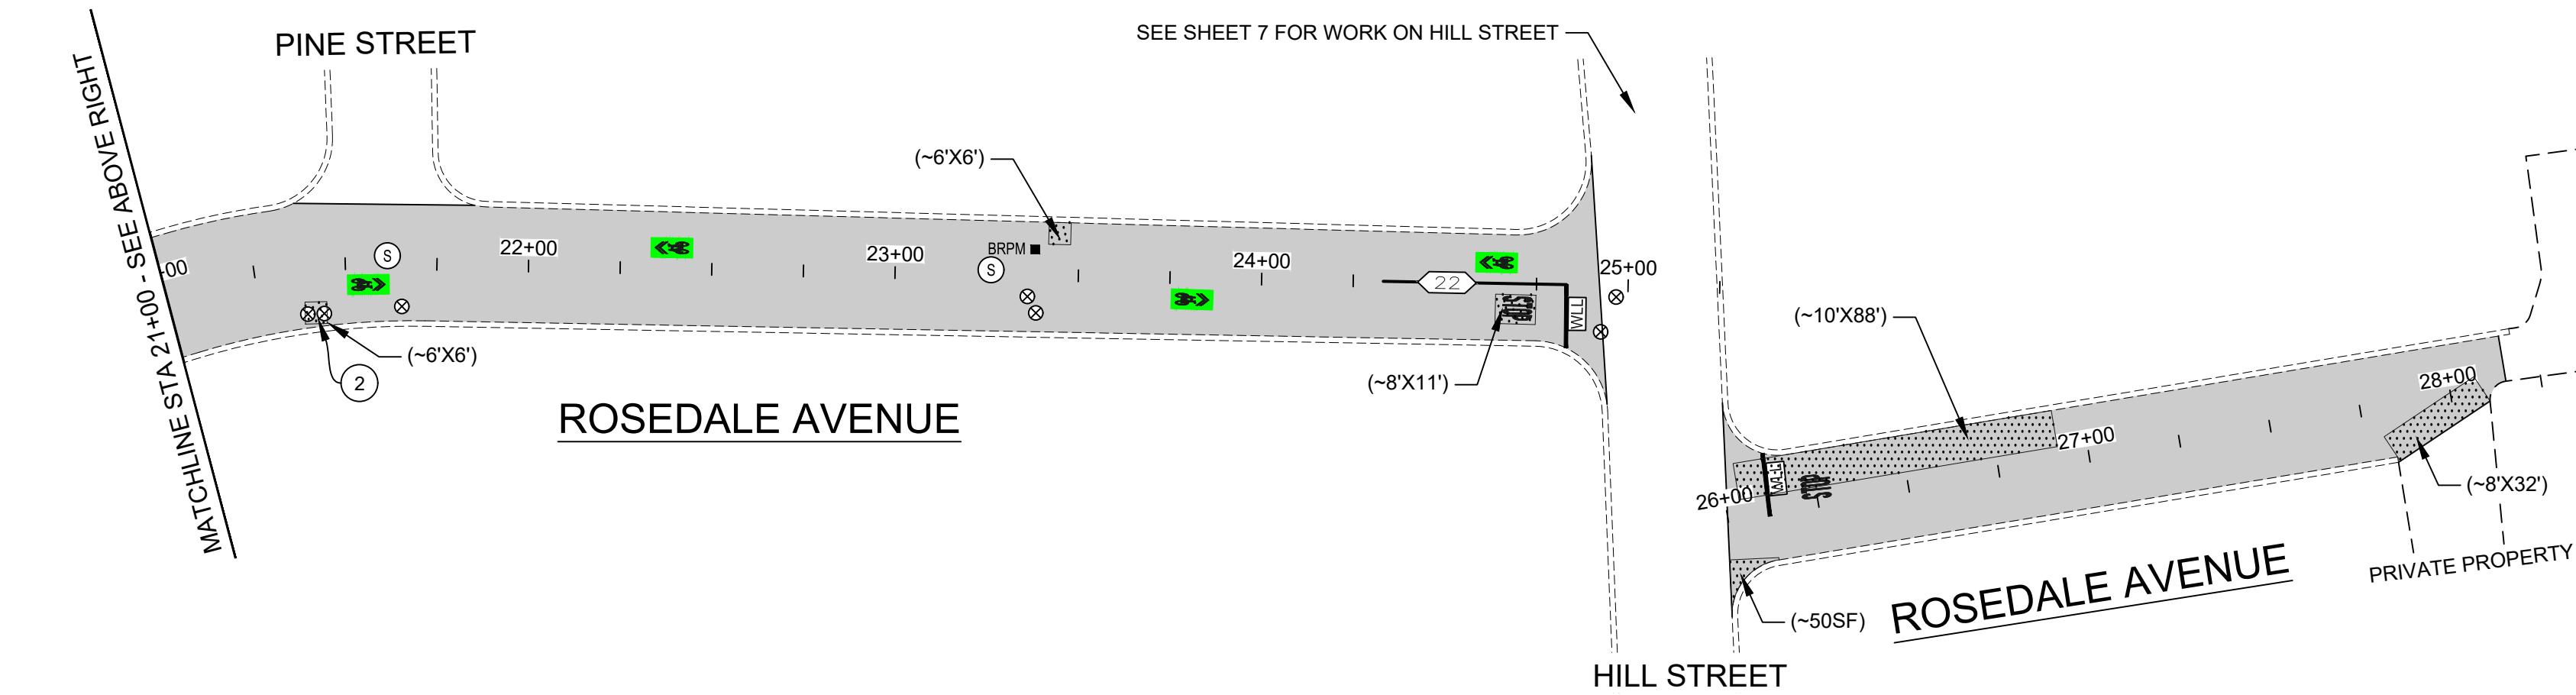 PINE STREET
SEE SHEET 7 FOR WORK ON HILL STREET
MATCHLINE STA 21+00 - SEE ABOVE RIGHT
(~6'X6')
-00
S
22+00
BRPM
23+00
S
24+00
22
25+00
STOP
WLL
2
(~6'X6')
(~8'X11')
ROSEDALE AVENUE
(~10'X88')
28+00
27+00
26+00
WLL
STOP
(~8'X32')
(~50SF)
ROSEDALE AVENUE
PRIVATE PROPERTY
HILL STREET